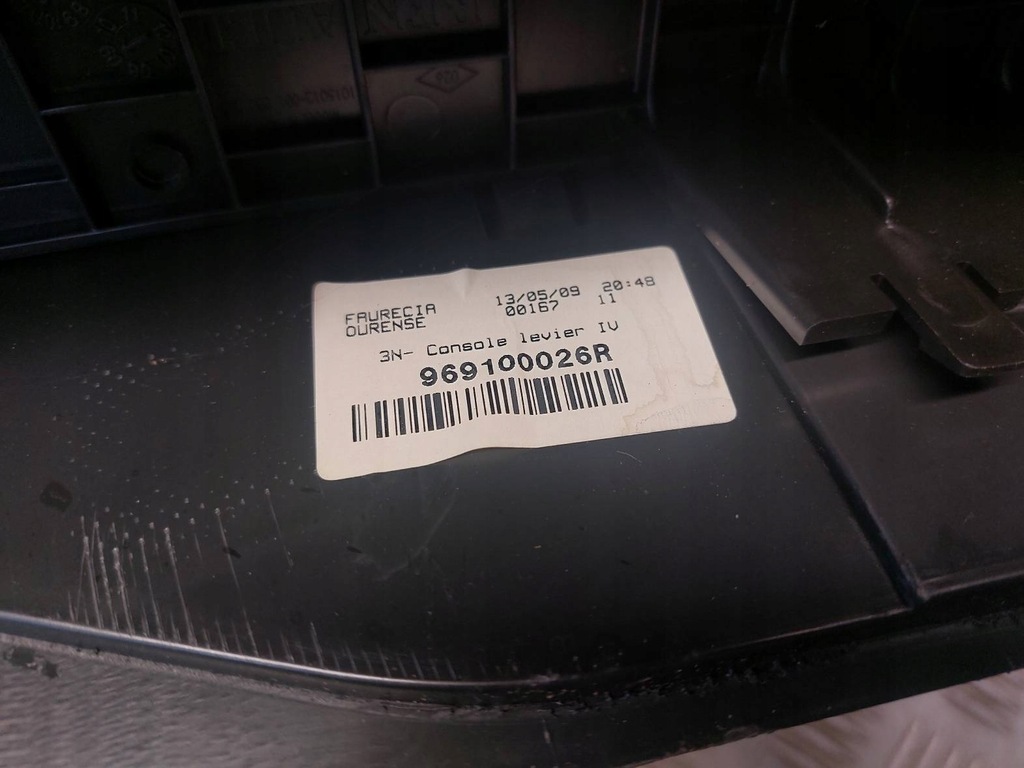 FAURECIA 13/05/09 20:48
OURENSE 00167 11
3N- Console levier IV
969100026R